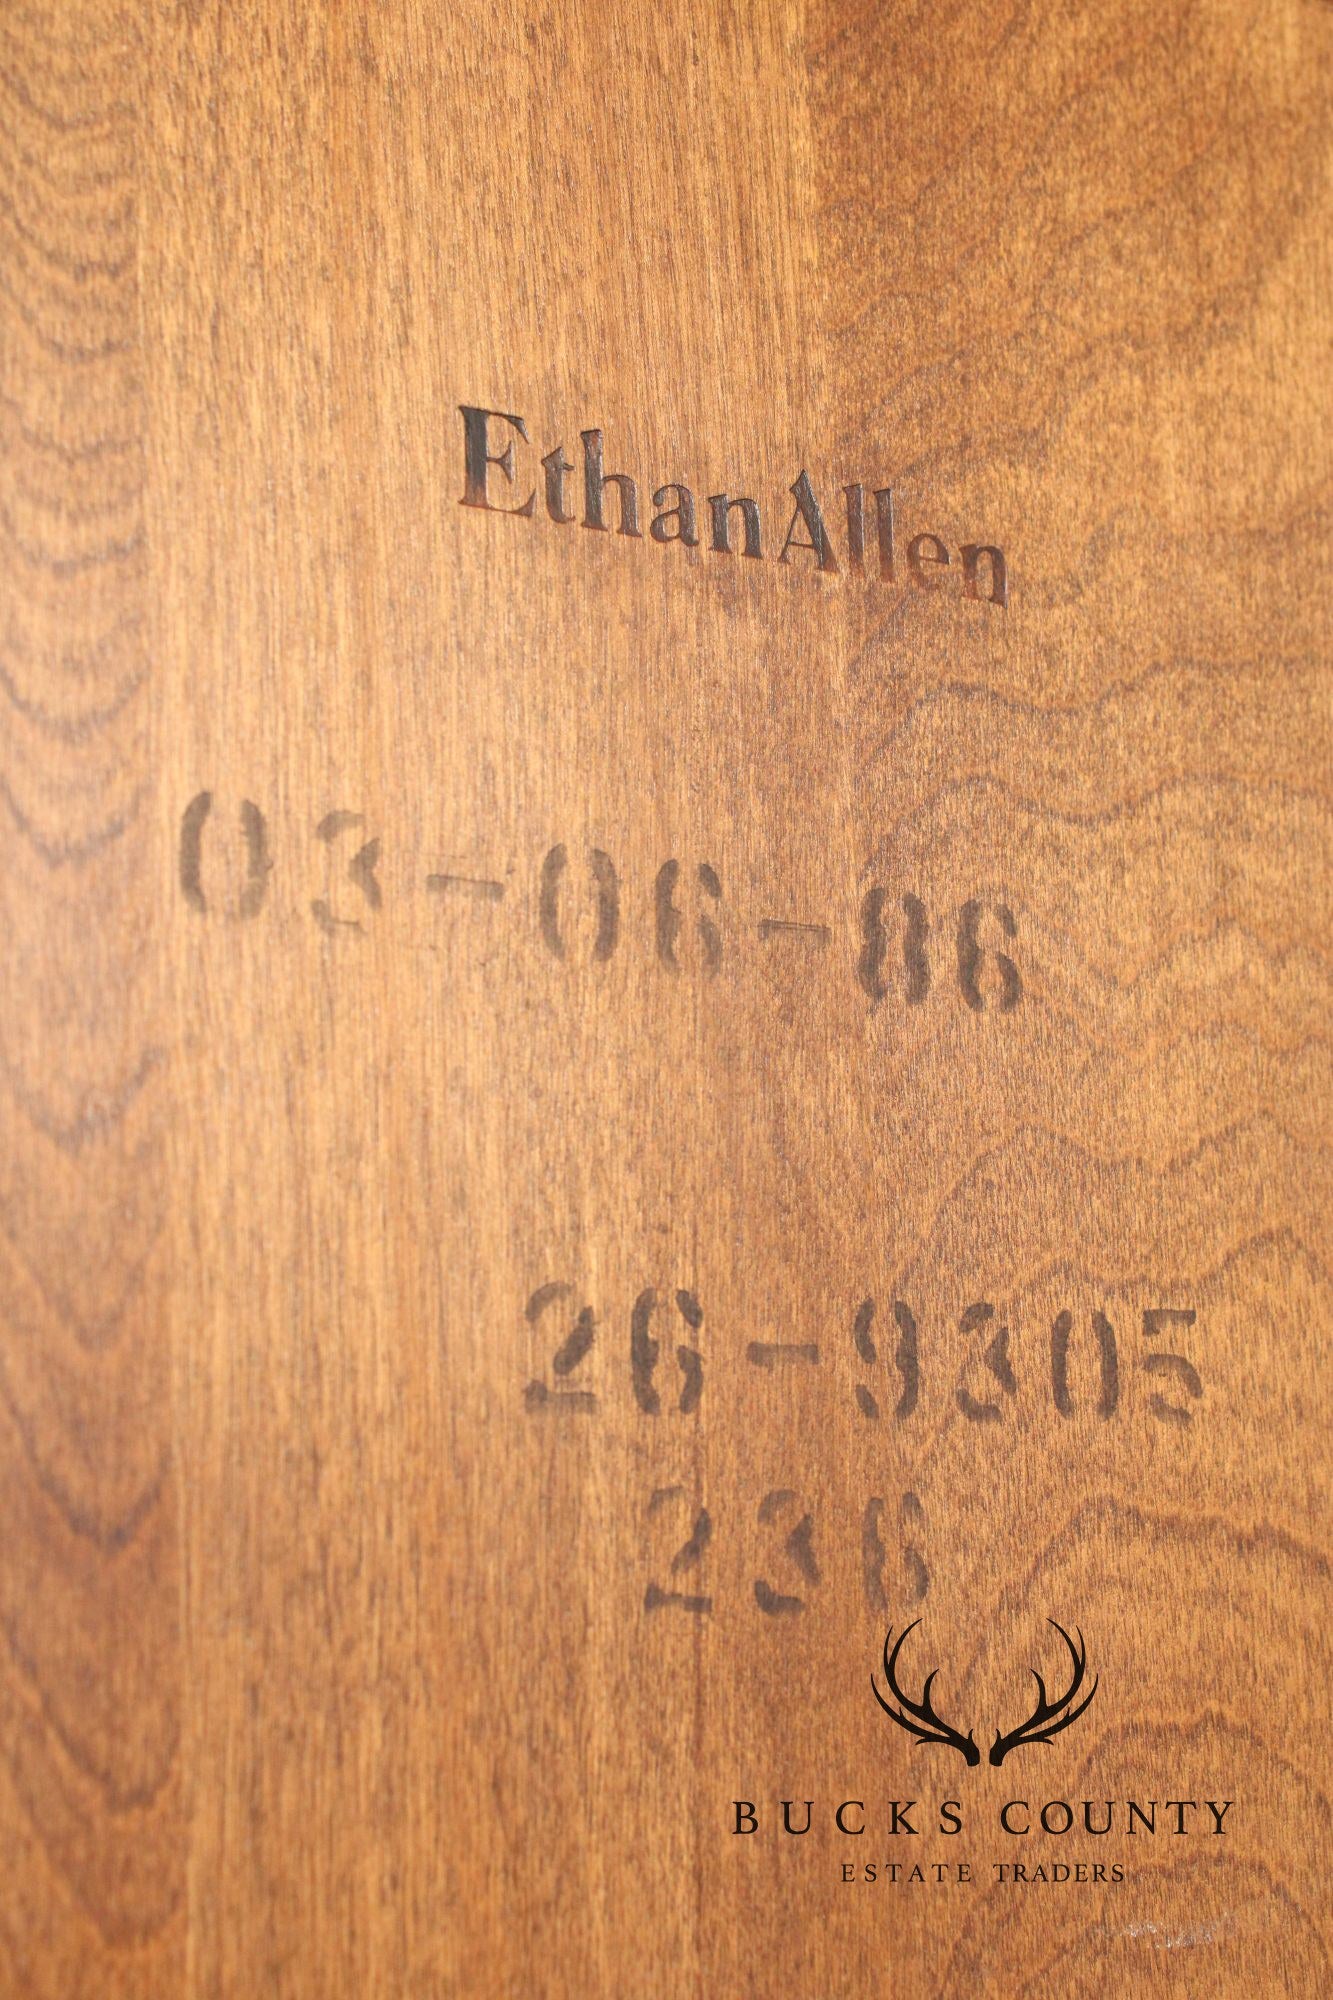 EthanAllen
03-06-86
26-9305
236
BUCKS COUNTY
ESTATE TRADERS